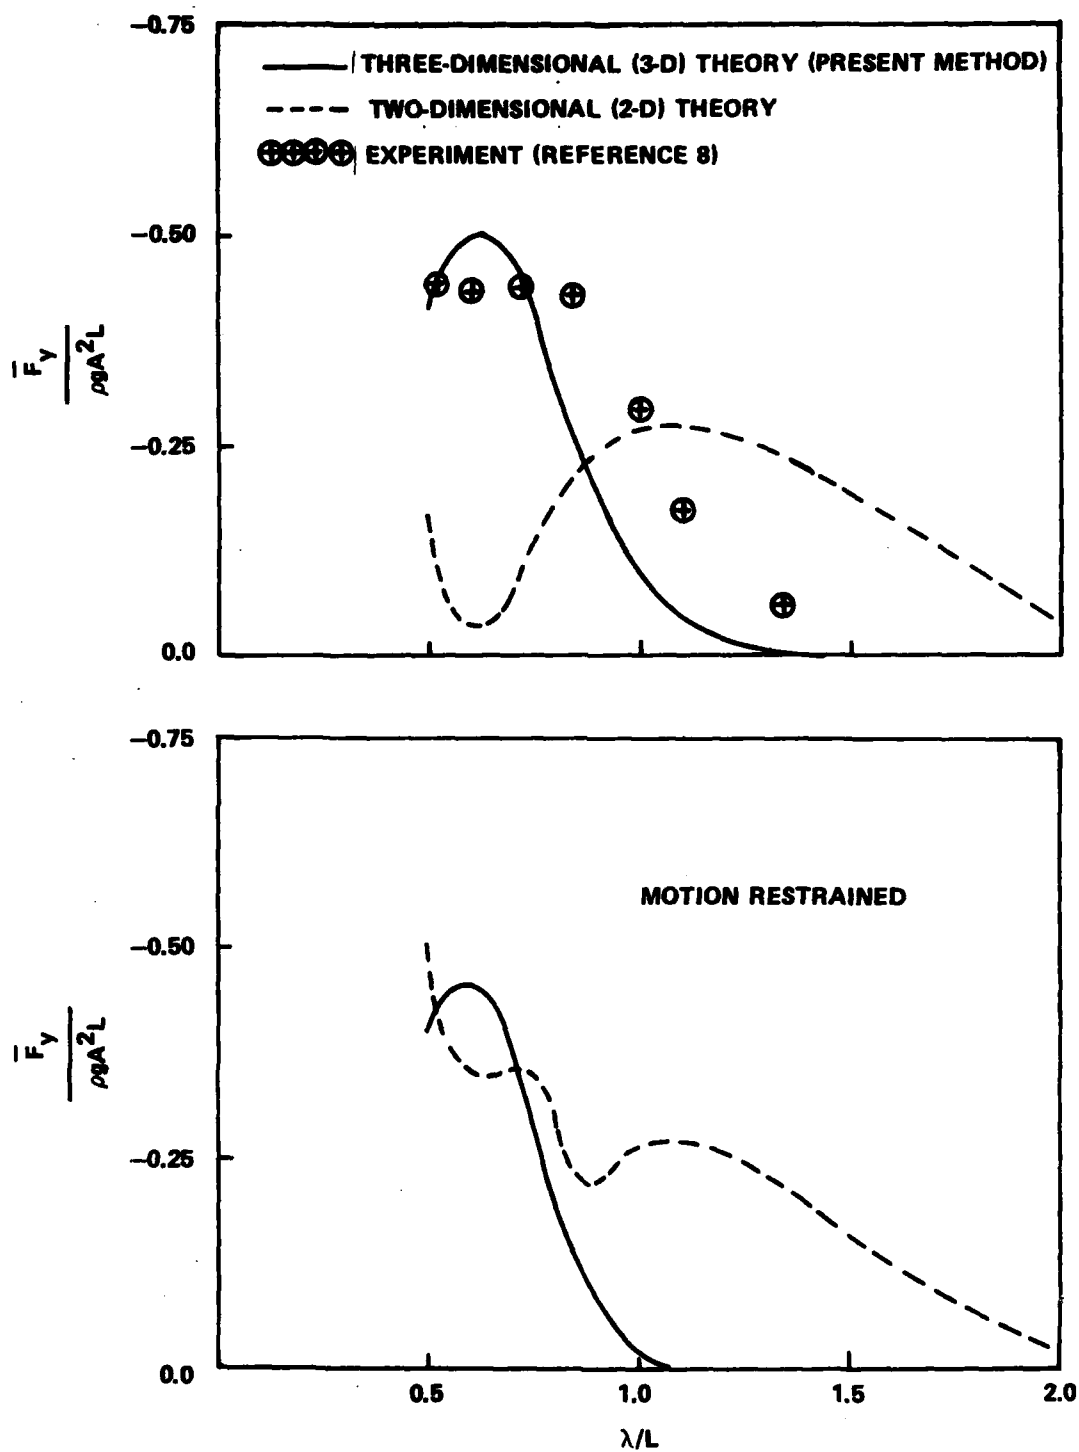 −0.75
THREE-DIMENSIONAL (3-D) THEORY (PRESENT METHOD)
TWO-DIMENSIONAL (2-D) THEORY
EXPERIMENT (REFERENCE 8)
−0.50
F̄y
ρgA²L
−0.25
0.0
−0.75
MOTION RESTRAINED
−0.50
F̄y
ρgA²L
−0.25
0.0
0.5 1.0 1.5 2.0
λ/L